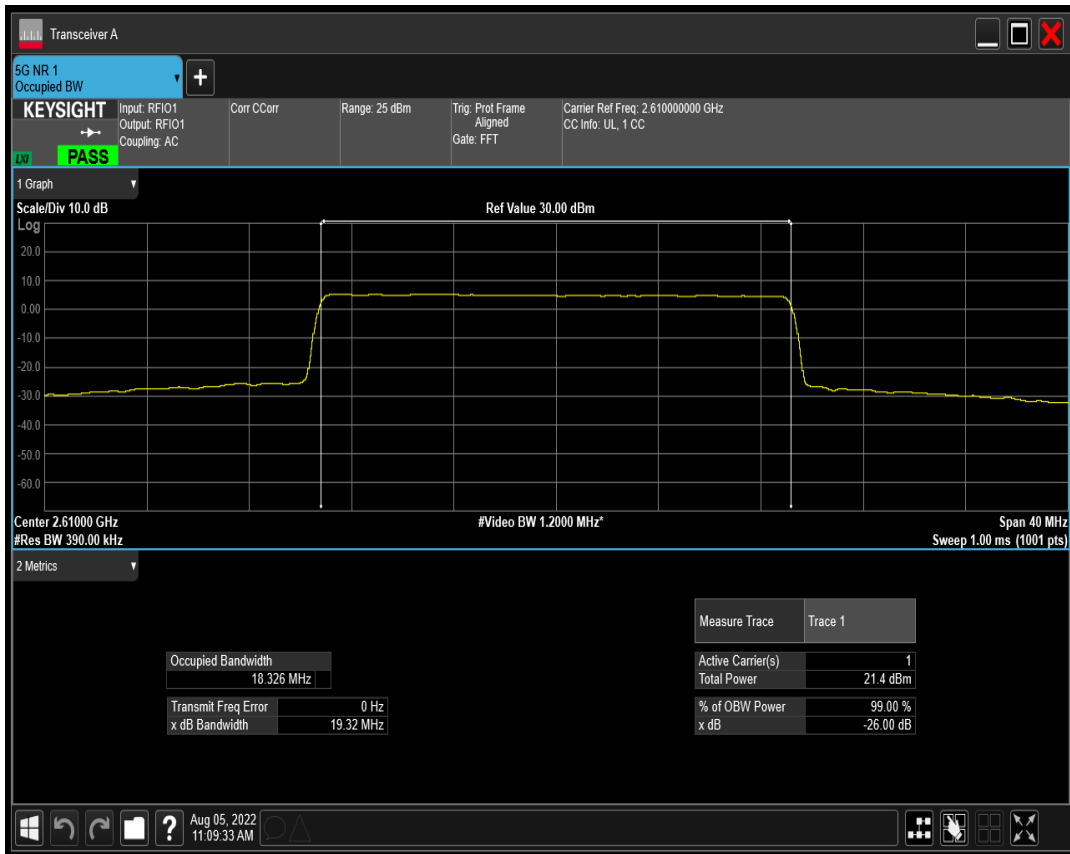 Transceiver A
5G NR 1
Occupied BW
+
KEYSIGHT
LXI
PASS
Input: RFIO1
Output: RFIO1
Coupling: AC
Corr CCorr
Range: 25 dBm
Trig: Prot Frame
Aligned
Gate: FFT
Carrier Ref Freq: 2.610000000 GHz
CC Info: UL, 1 CC
1 Graph
Scale/Div 10.0 dB
Ref Value 30.00 dBm
Log
20.0
10.0
0.00
-10.0
-20.0
-30.0
-40.0
-50.0
-60.0
Center 2.61000 GHz
#Video BW 1.2000 MHz*
Span 40 MHz
#Res BW 390.00 kHz
Sweep 1.00 ms (1001 pts)
2 Metrics
Measure Trace Trace 1
Occupied Bandwidth
18.326 MHz
Active Carrier(s) 1
Total Power 21.4 dBm
Transmit Freq Error 0 Hz
x dB Bandwidth 19.32 MHz
% of OBW Power 99.00 %
x dB -26.00 dB
?
Aug 05, 2022
11:09:33 AM